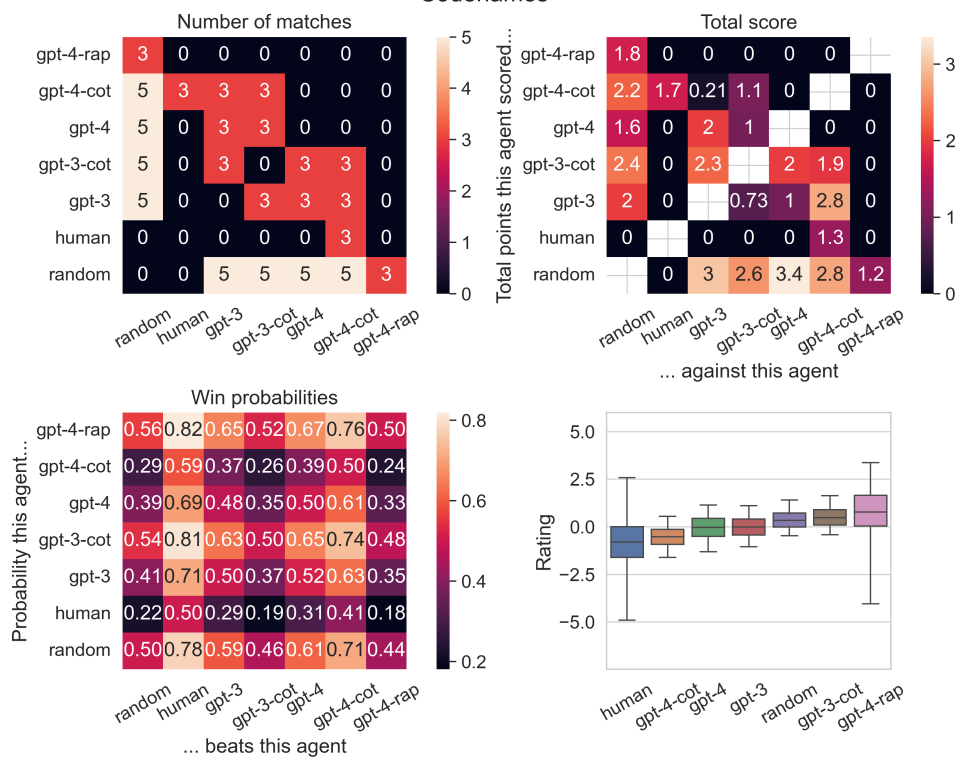 Codenames
Number of matches
gpt-4-rap 3 0 0 0 0 0 0
gpt-4-cot 5 3 3 3 0 0 0
gpt-4 5 0 3 3 0 0 0
gpt-3-cot 5 0 3 0 3 3 0
gpt-3 5 0 0 3 3 3 0
human 0 0 0 0 0 3 0
random 0 0 5 5 5 5 3
random human gpt-3 gpt-3-cot gpt-4 gpt-4-cot gpt-4-rap
5
4
3
2
1
0
Total score
Total points this agent scored...
gpt-4-rap 1.8 0 0 0 0 0
gpt-4-cot 2.2 1.7 0.21 1.1 0 0
gpt-4 1.6 0 2 1 0 0
gpt-3-cot 2.4 0 2.3 2 1.9 0
gpt-3 2 0 0.73 1 2.8 0
human 0 0 0 0 1.3 0
random 0 3 2.6 3.4 2.8 1.2
random human gpt-3 gpt-3-cot gpt-4 gpt-4-cot gpt-4-rap
... against this agent
3
2
1
0
Win probabilities
Probability this agent...
gpt-4-rap 0.56 0.82 0.65 0.52 0.67 0.76 0.50
gpt-4-cot 0.29 0.59 0.37 0.26 0.39 0.50 0.24
gpt-4 0.39 0.69 0.48 0.35 0.50 0.61 0.33
gpt-3-cot 0.54 0.81 0.63 0.50 0.65 0.74 0.48
gpt-3 0.41 0.71 0.50 0.37 0.52 0.63 0.35
human 0.22 0.50 0.29 0.19 0.31 0.41 0.18
random 0.50 0.78 0.59 0.46 0.61 0.71 0.44
random human gpt-3 gpt-3-cot gpt-4 gpt-4-cot gpt-4-rap
... beats this agent
0.8
0.6
0.4
0.2
Rating
5.0
2.5
0.0
−2.5
−5.0
human gpt-4-cot gpt-4 gpt-3 random gpt-3-cot gpt-4-rap